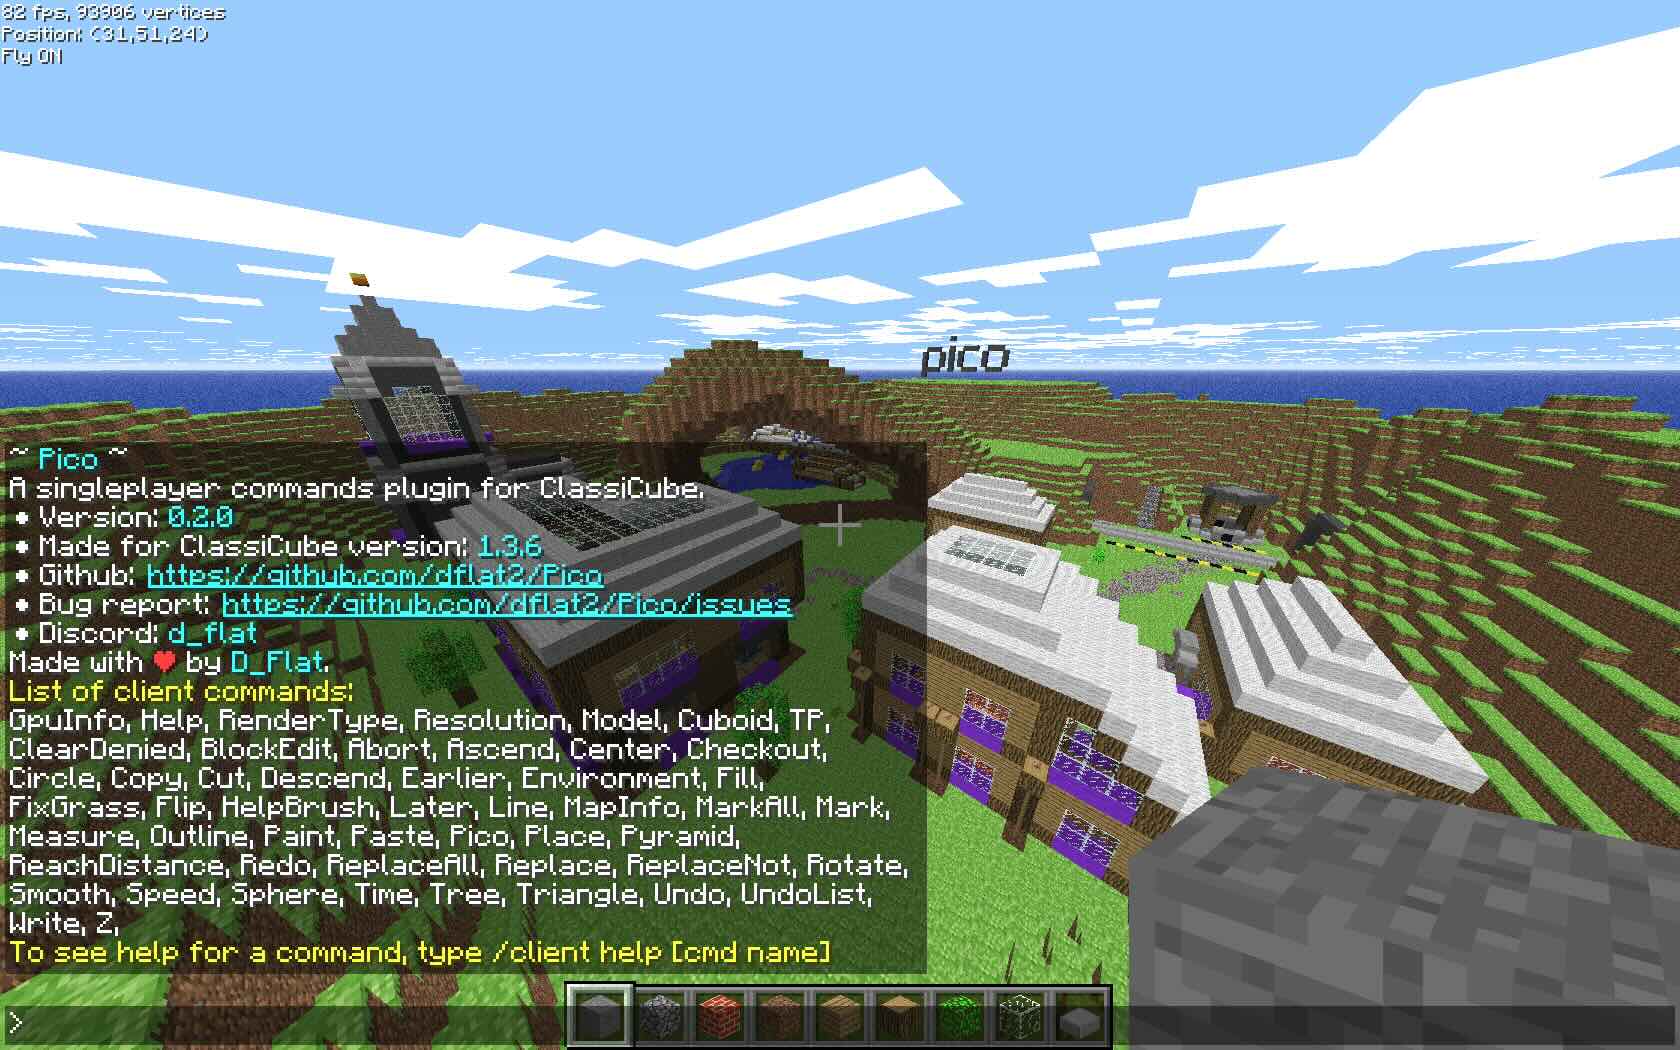 82 fps, 93906 vertices
Position: (31,51,24)
Fly ON
pico
~ Pico ~
A singleplayer commands plugin for ClassiCube.
• Version: 0.2.0
• Made for ClassiCube version: 1.3.6
• Github: https://github.com/dflat2/Pico
• Bug report: https://github.com/dflat2/Pico/issues
• Discord: d_flat
Made with ♥ by D_Flat.
List of client commands:
GpuInfo, Help, RenderType, Resolution, Model, Cuboid, TP,
ClearDenied, BlockEdit, Abort, Ascend, Center, Checkout,
Circle, Copy, Cut, Descend, Earlier, Environment, Fill,
FixGrass, Flip, HelpBrush, Later, Line, MapInfo, MarkAll, Mark,
Measure, Outline, Paint, Paste, Pico, Place, Pyramid,
ReachDistance, Redo, ReplaceAll, Replace, ReplaceNot, Rotate,
Smooth, Speed, Sphere, Time, Tree, Triangle, Undo, UndoList,
Write, Z,
To see help for a command, type /client help [cmd name]
>